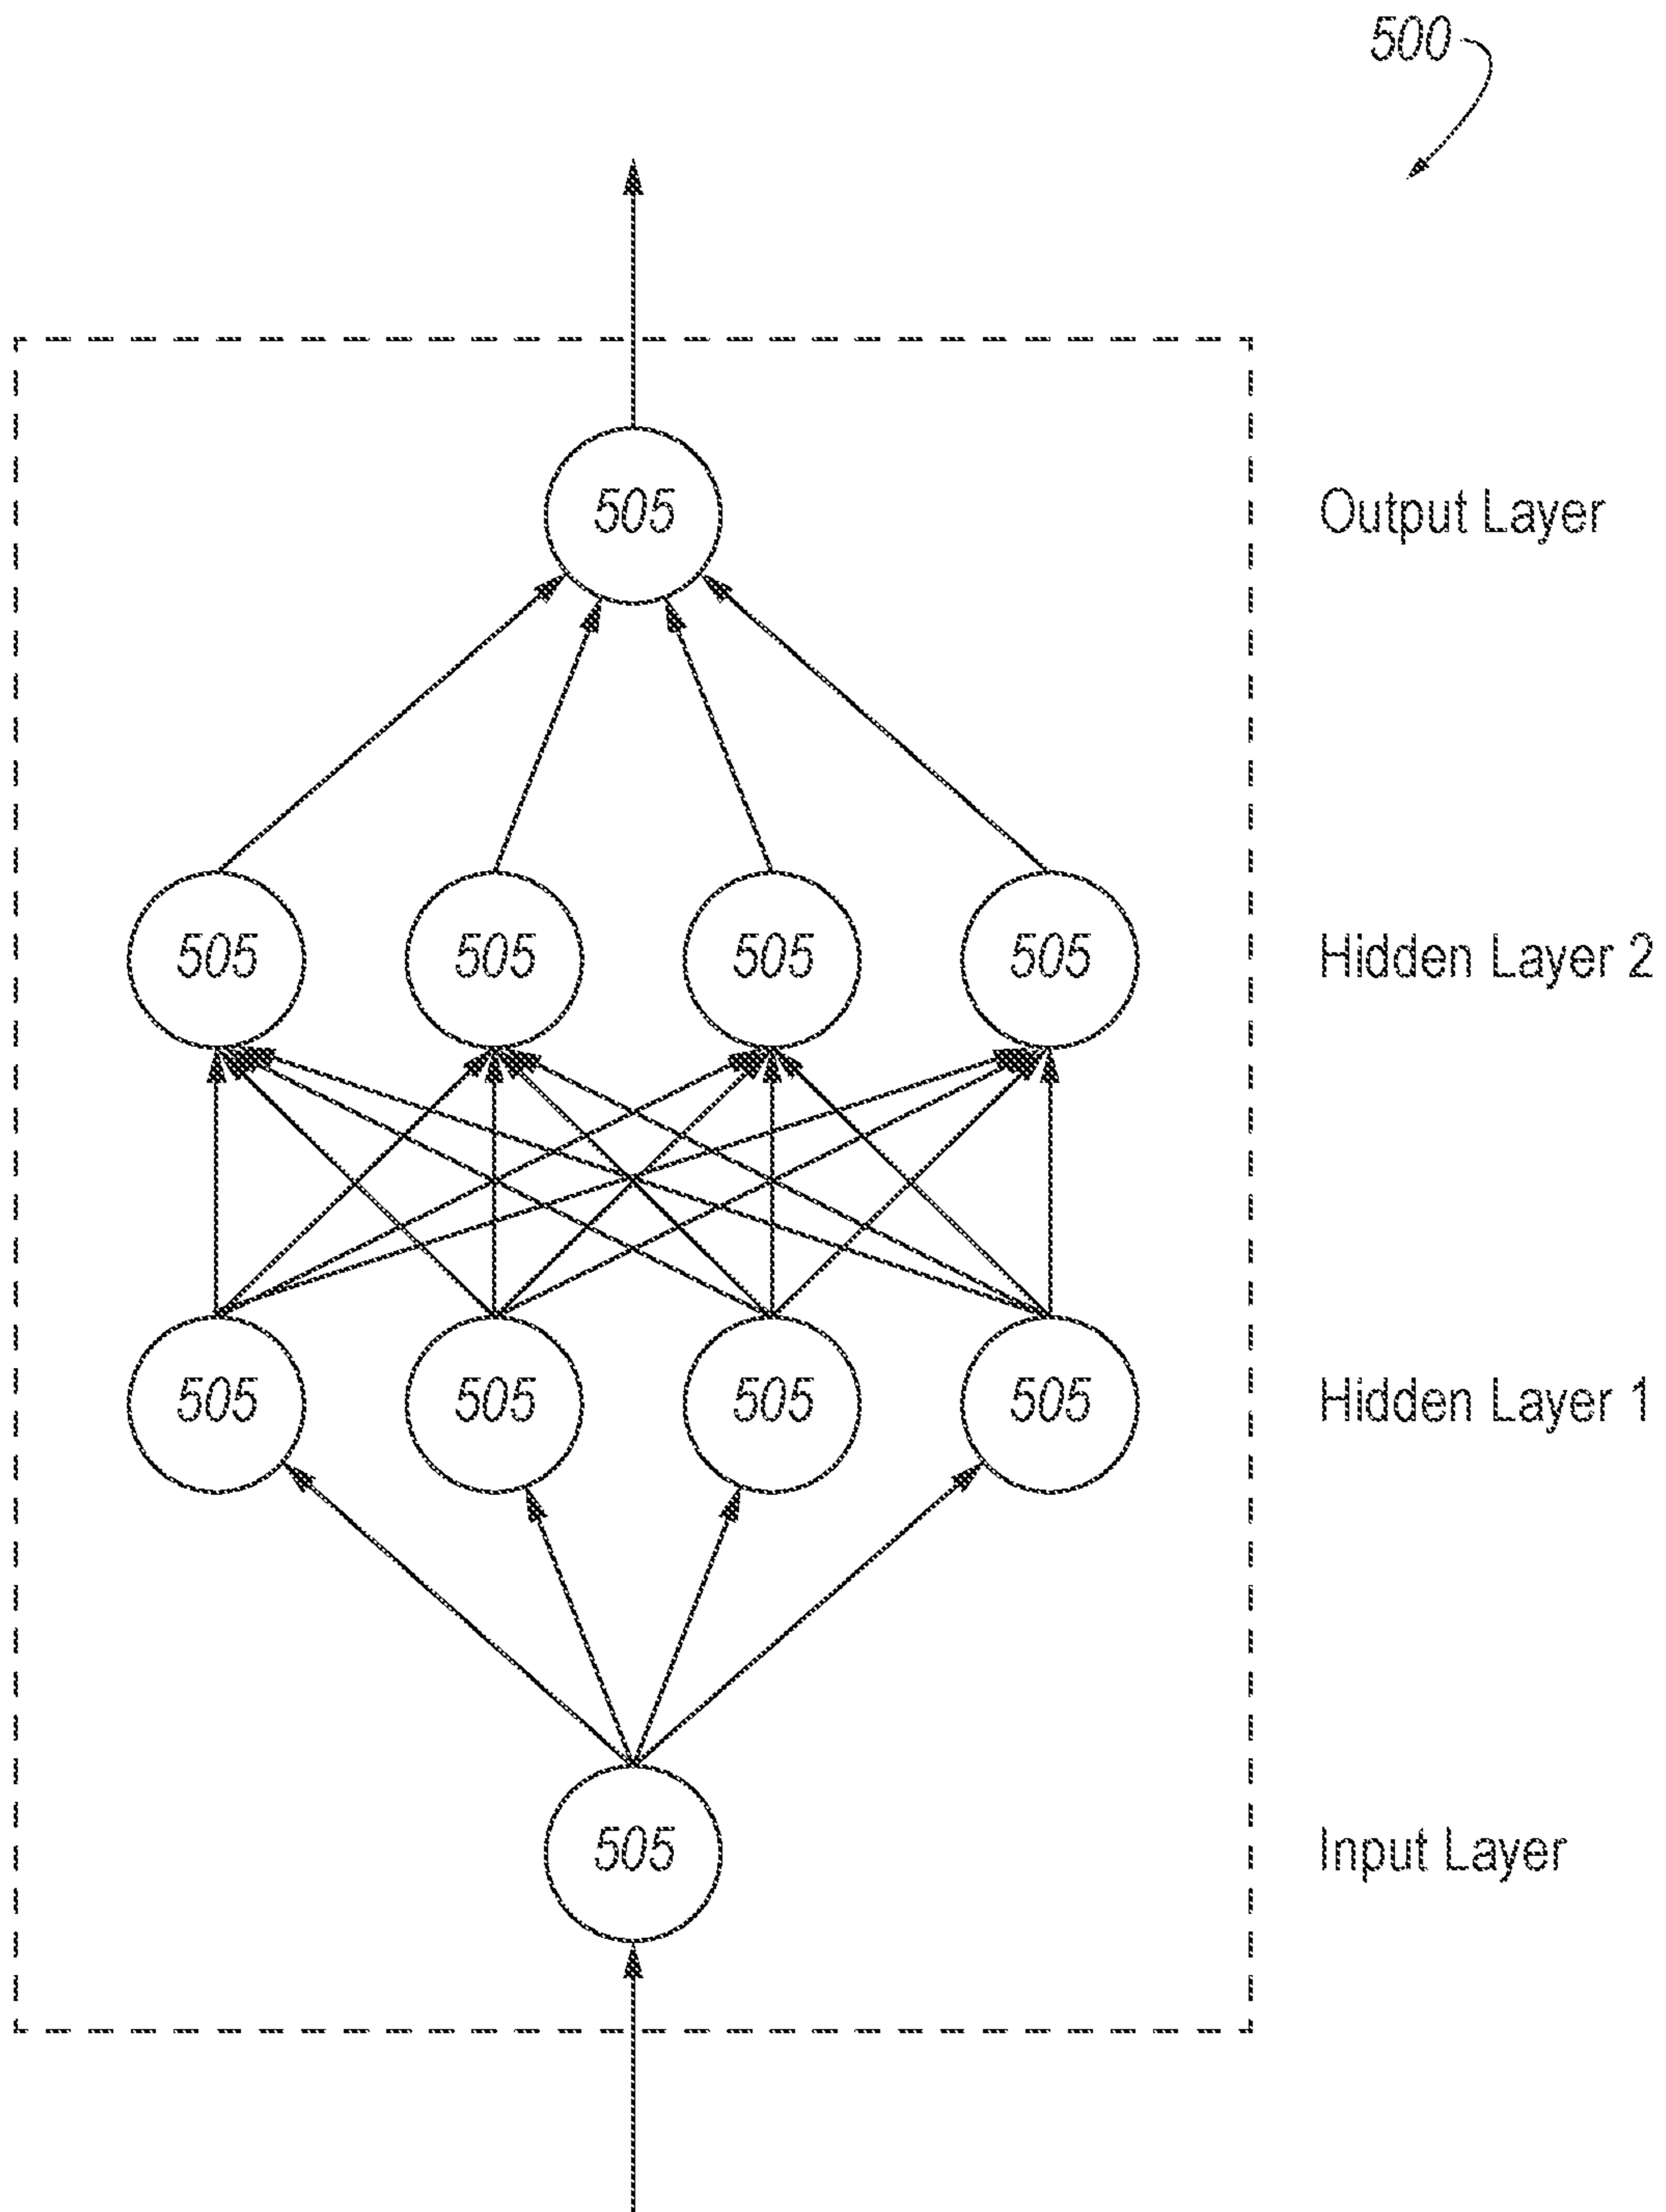 500
505
Output Layer
505 505 505 505
Hidden Layer 2
505 505 505 505
Hidden Layer 1
505
Input Layer